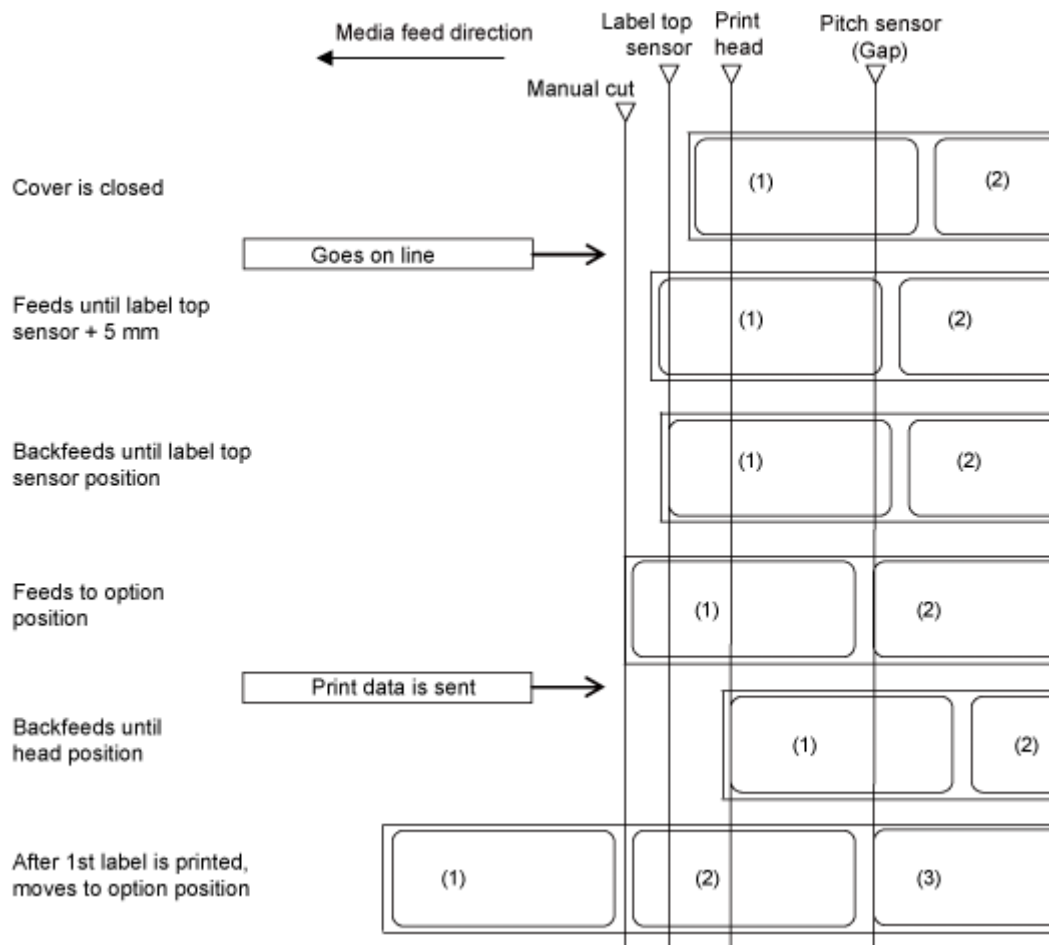 Media feed direction
Label top
sensor
Print
head
Pitch sensor
(Gap)
Manual cut
Cover is closed
(1)
(2)
Goes on line
Feeds until label top
sensor + 5 mm
(1)
(2)
Backfeeds until label top
sensor position
(1)
(2)
Feeds to option
position
(1)
(2)
Print data is sent
Backfeeds until
head position
(1)
(2)
After 1st label is printed,
moves to option position
(1)
(2)
(3)